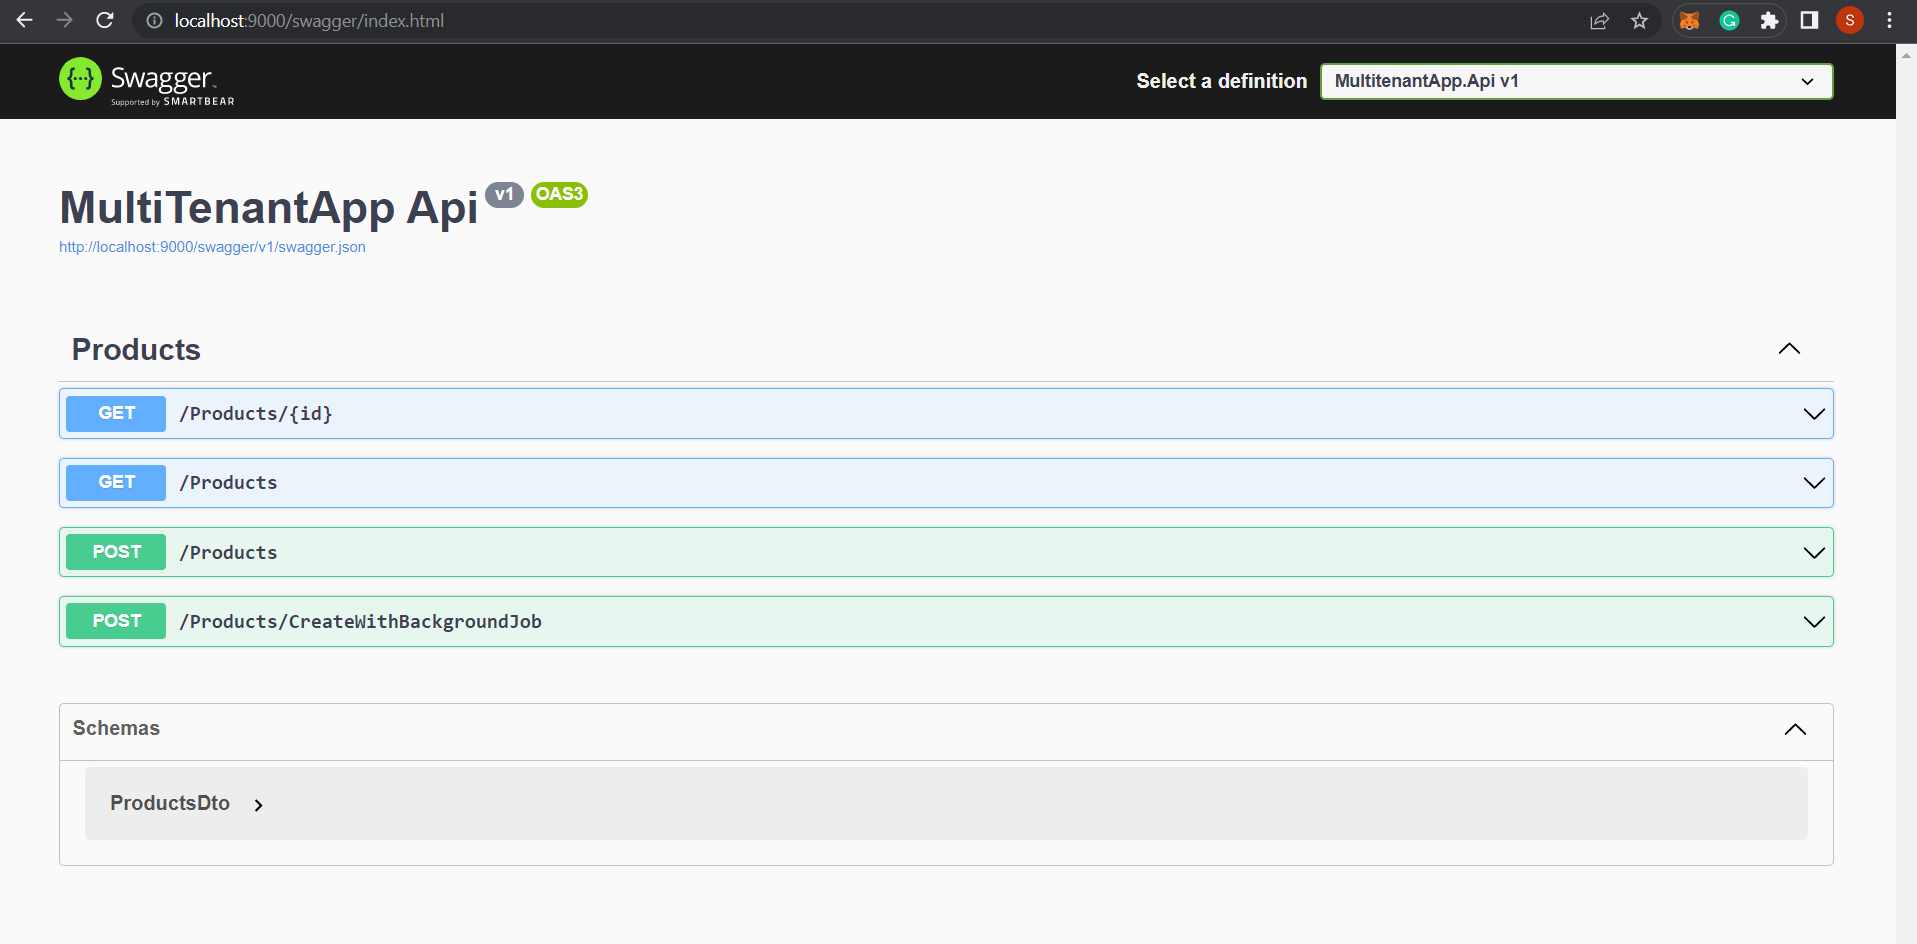 localhost:9000/swagger/index.html
S
{···} Swagger™
Supported by SMARTBEAR
Select a definition
MultitenantApp.Api v1
MultiTenantApp Api v1 OAS3
http://localhost:9000/swagger/v1/swagger.json
Products
GET /Products/{id}
GET /Products
POST /Products
POST /Products/CreateWithBackgroundJob
Schemas
ProductsDto